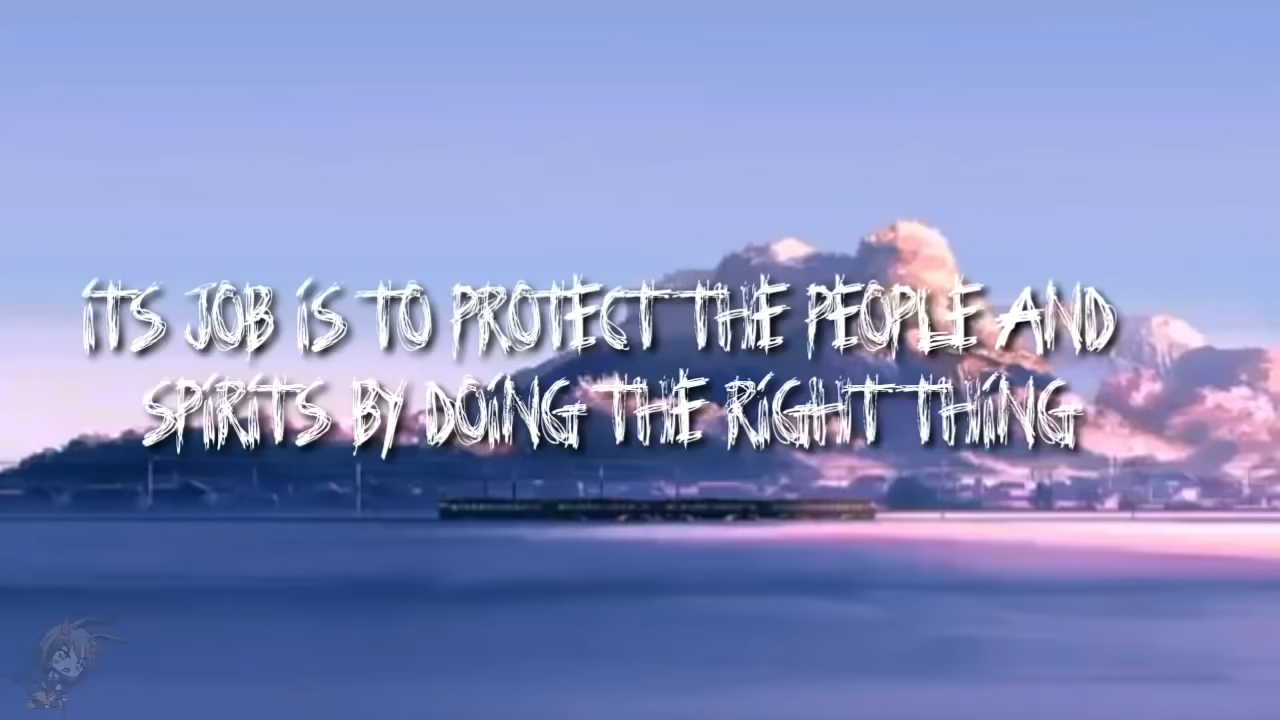 iTS JOB iS TO PROTECT THE PEOPLE AND
SPiRiTS BY DOiNG THE RiGHT THiNG